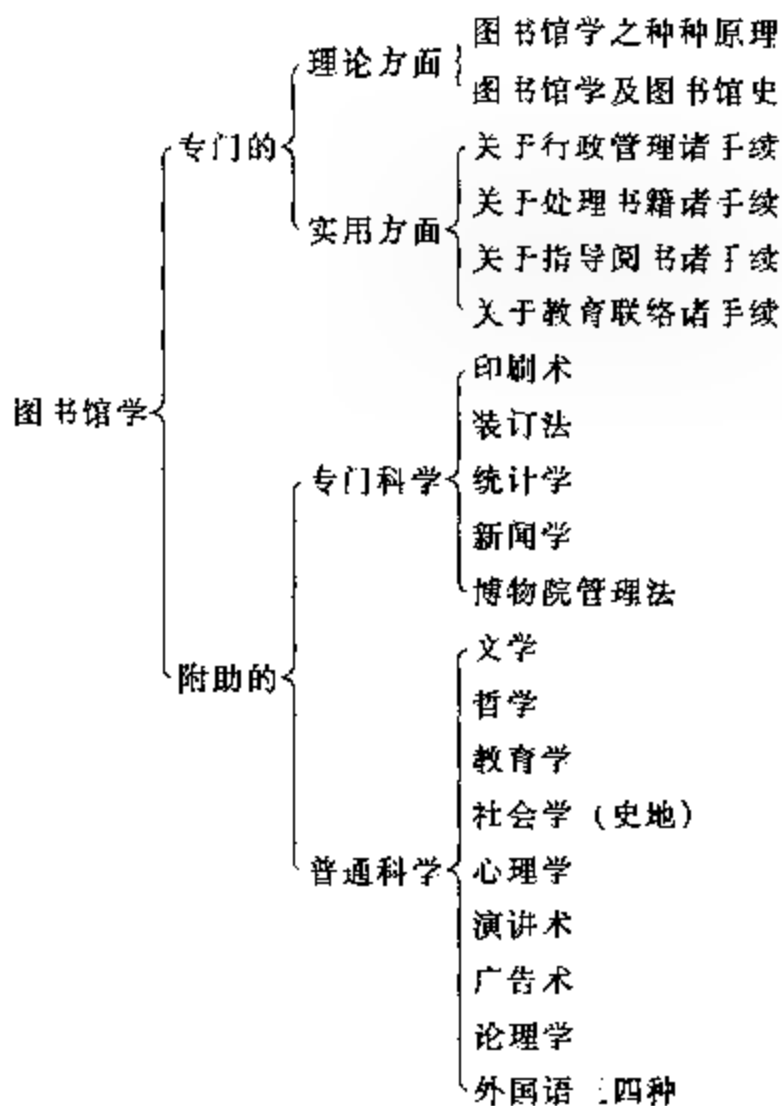 图书馆学之种种原理
理论方面
图书馆学及图书馆史
专门的
关于行政管理诸手续
关于处理书籍诸手续
实用方面
关于指导阅书诸手续
关于教育联络诸手续
印刷术
图书馆学
装订法
专门科学
统计学
新闻学
博物院管理法
文学
附助的
哲学
教育学
社会学（史地）
普通科学
心理学
演讲术
广告术
论理学
外国语 四种